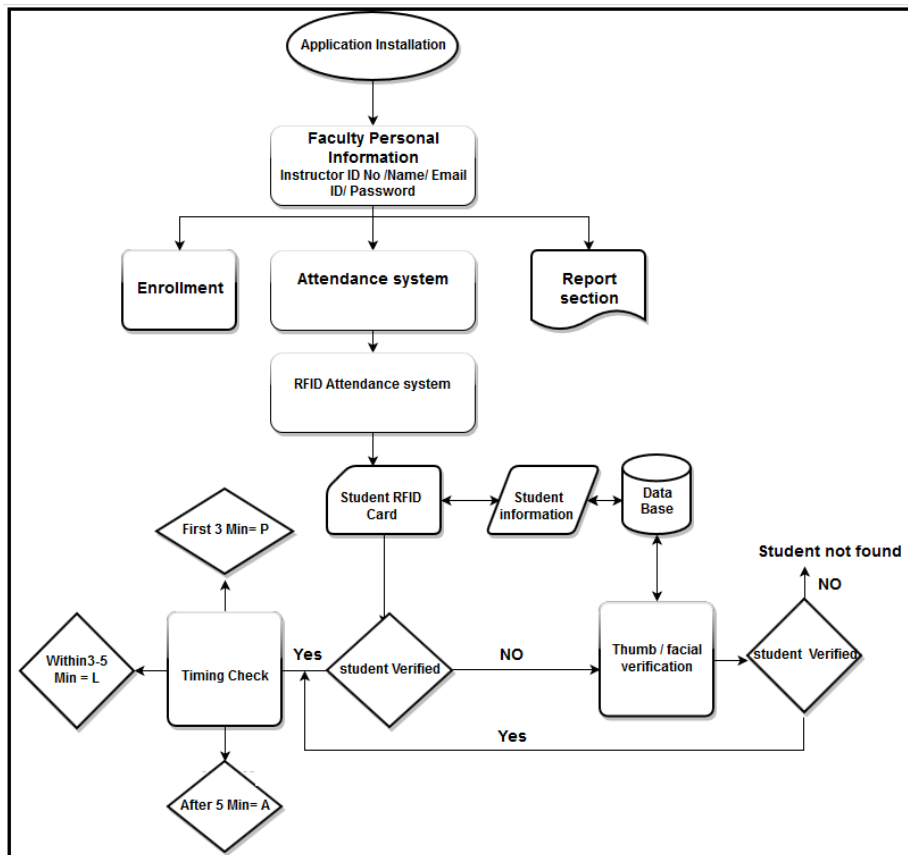 Application Installation
Faculty Personal
Information
Instructor ID No /Name/ Email
ID/ Password
Enrollment
Attendance system
Report
section
RFID Attendance system
Student RFID
Card
Student
information
Data
Base
First 3 Min= P
Student not found
NO
Within3-5
Min = L
Timing Check
Yes
student Verified
NO
Thumb / facial
verification
student Verified
Yes
After 5 Min= A